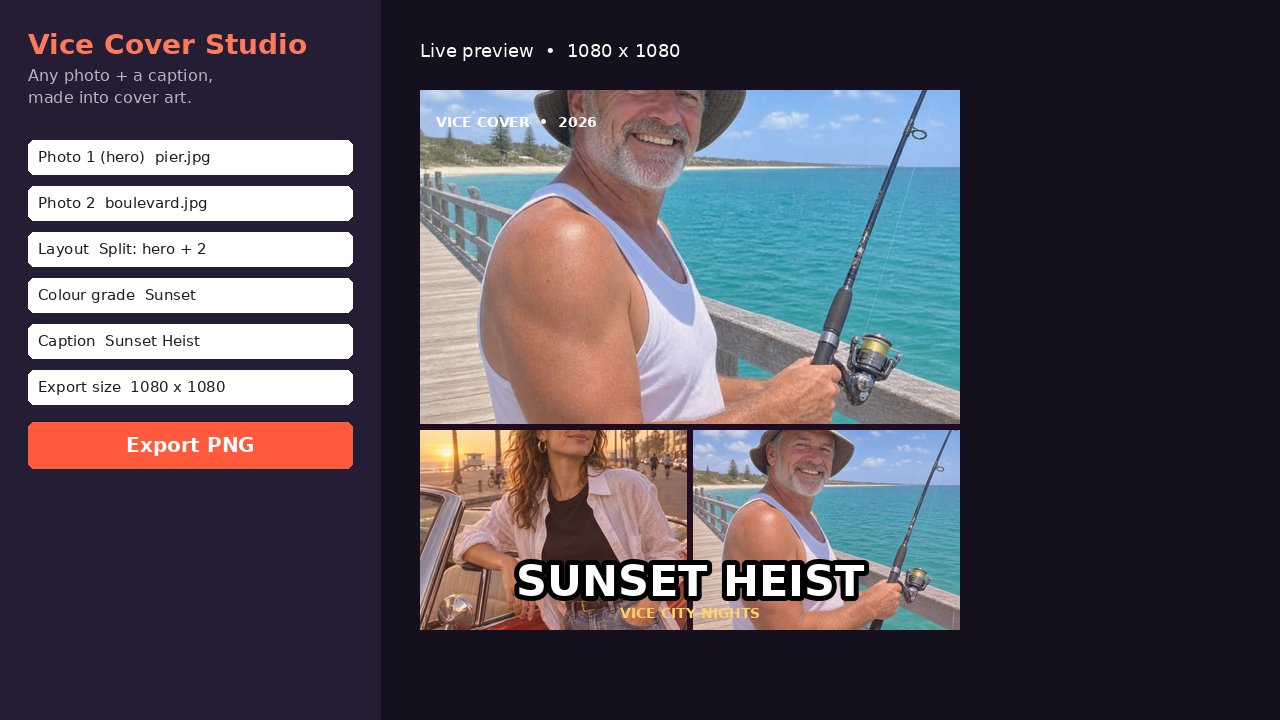 Vice Cover Studio
Any photo + a caption,
made into cover art.
Photo 1 (hero)  pier.jpg
Photo 2  boulevard.jpg
Layout  Split: hero + 2
Colour grade  Sunset
Caption  Sunset Heist
Export size  1080 x 1080
Export PNG
Live preview • 1080 x 1080
VICE COVER • 2026
SUNSET HEIST
VICE CITY NIGHTS